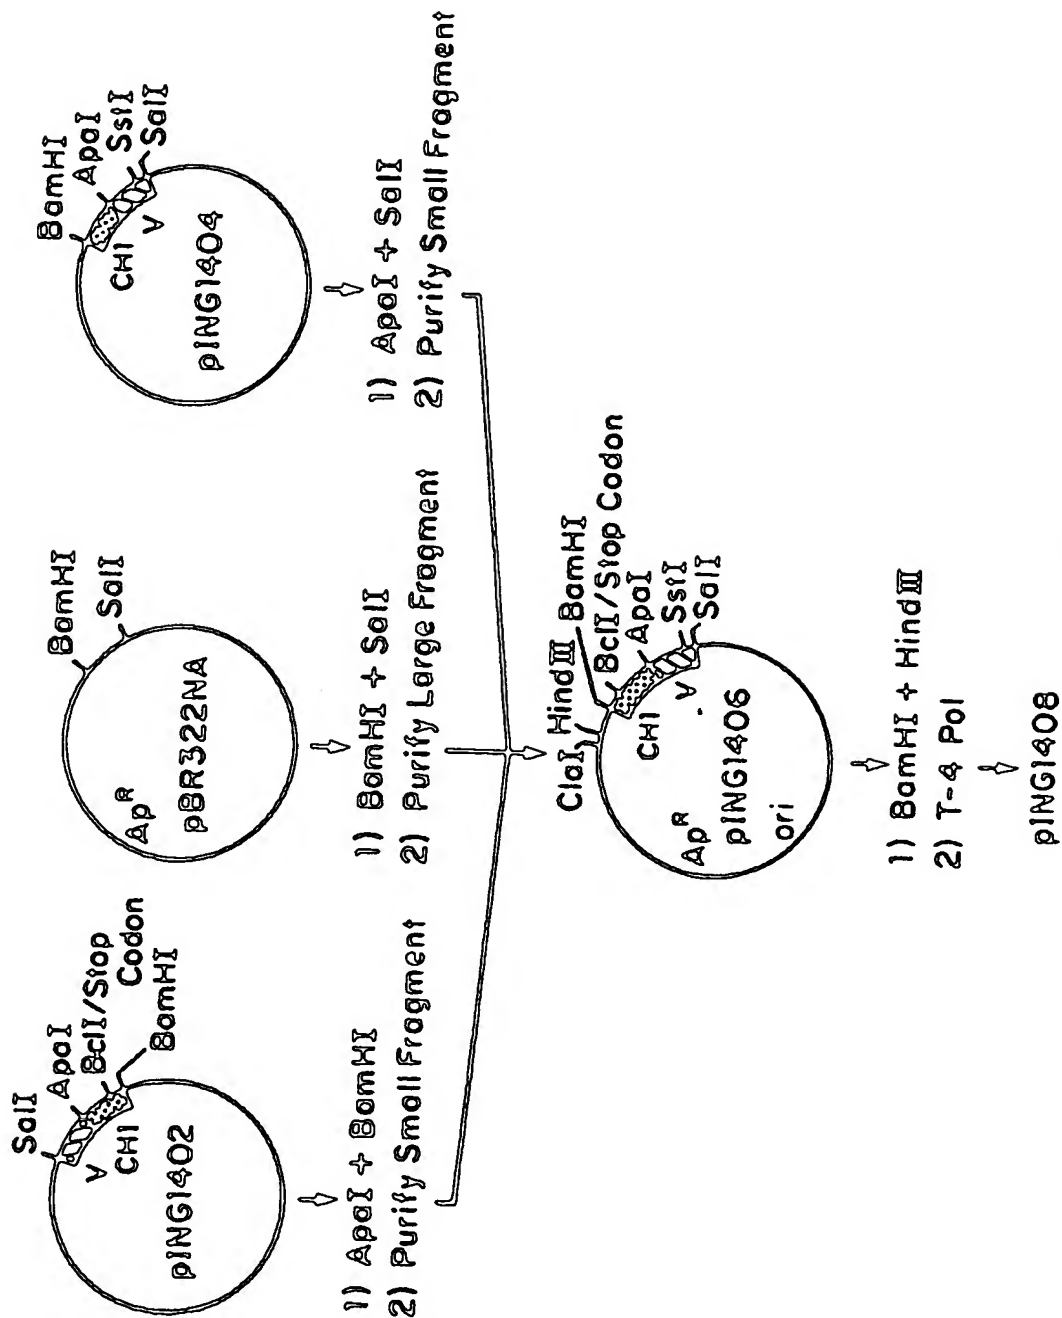 SalI
ApaI
BclI/Stop
Codon
BamHI
V
CH1
pING1402
1) ApaI + BamHI
2) Purify Small Fragment
BamHI
SalI
ApR
pBR322NA
1) BamHI + SalI
2) Purify Large Fragment
BamHI
ApaI
SstI
SalI
CH1
V
pING1404
1) ApaI + SalI
2) Purify Small Fragment
ClaI
HindIII
BamHI
BclI/Stop Codon
ApaI
SstI
SalI
CH1
V
ApR
pING1406
ori
1) BamHI + HindIII
2) T-4 Pol
pING1408